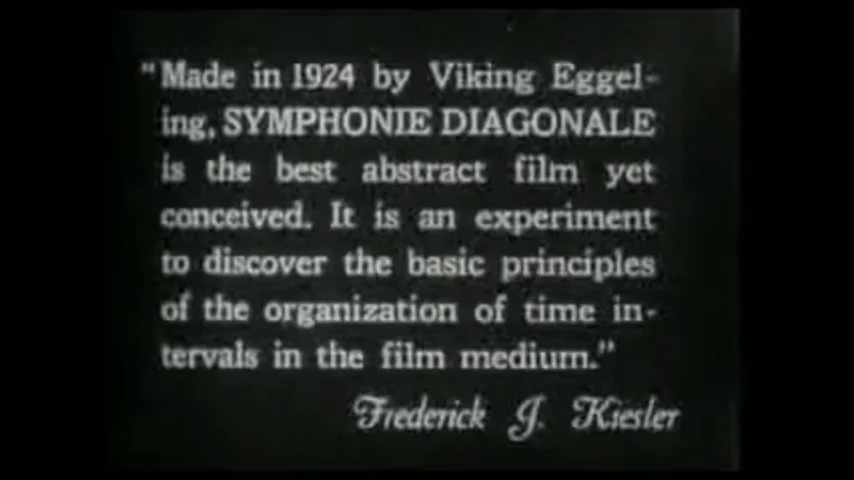 "Made in 1924 by Viking Eggel-
ing, SYMPHONIE DIAGONALE
is the best abstract film yet
conceived. It is an experiment
to discover the basic principles
of the organization of time in-
tervals in the film medium."
Frederick J. Kiesler